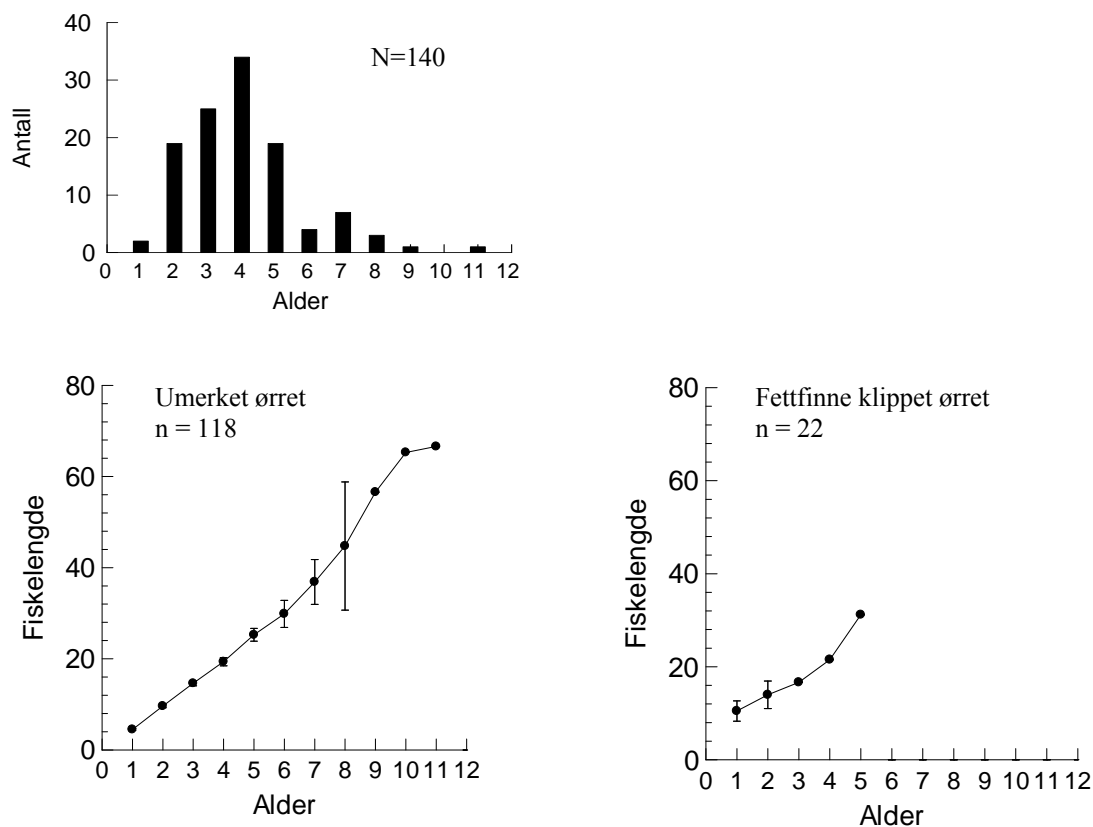 40
30
20
10
0
Antall
N=140
0 1 2 3 4 5 6 7 8 9 10 11 12
Alder
80
60
40
20
0
Fiskelengde
Umerket ørret
n = 118
0 1 2 3 4 5 6 7 8 9 10 11 12
Alder
80
60
40
20
0
Fiskelengde
Fettfinne klippet ørret
n = 22
0 1 2 3 4 5 6 7 8 9 10 11 12
Alder